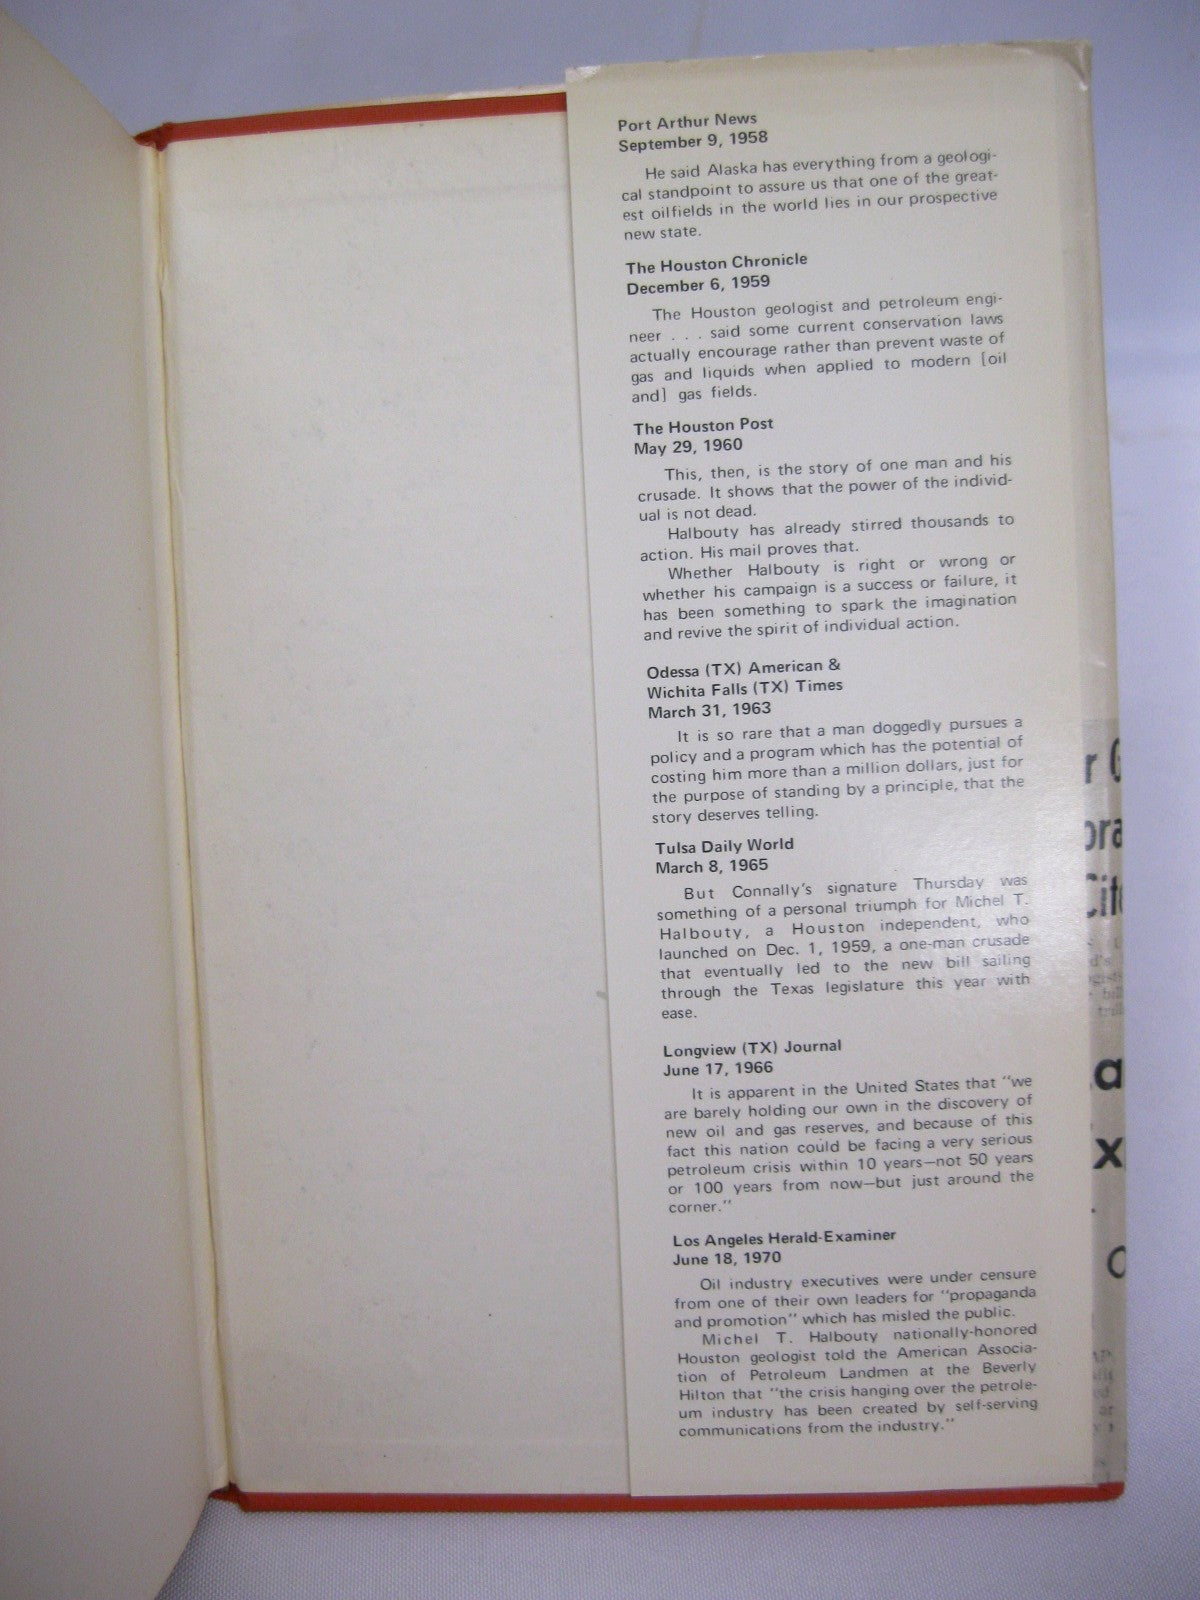 Port Arthur News
September 9, 1958
He said Alaska has everything from a geologi-
cal standpoint to assure us that one of the great-
est oilfields in the world lies in our prospective
new state.
The Houston Chronicle
December 6, 1959
The Houston geologist and petroleum engi-
neer . . . said some current conservation laws
actually encourage rather than prevent waste of
gas and liquids when applied to modern [oil
and] gas fields.
The Houston Post
May 29, 1960
This, then, is the story of one man and his
crusade. It shows that the power of the individ-
ual is not dead.
Halbouty has already stirred thousands to
action. His mail proves that.
Whether Halbouty is right or wrong or
whether his campaign is a success or failure, it
has been something to spark the imagination
and revive the spirit of individual action.
Odessa (TX) American &
Wichita Falls (TX) Times
March 31, 1963
It is so rare that a man doggedly pursues a
policy and a program which has the potential of
costing him more than a million dollars, just for
the purpose of standing by a principle, that the
story deserves telling.
Tulsa Daily World
March 8, 1965
But Connally's signature Thursday was
something of a personal triumph for Michel T.
Halbouty, a Houston independent, who
launched on Dec. 1, 1959, a one-man crusade
that eventually led to the new bill sailing
through the Texas legislature this year with
ease.
Longview (TX) Journal
June 17, 1966
It is apparent in the United States that "we
are barely holding our own in the discovery of
new oil and gas reserves, and because of this
fact this nation could be facing a very serious
petroleum crisis within 10 years—not 50 years
or 100 years from now—but just around the
corner."
Los Angeles Herald-Examiner
June 18, 1970
Oil industry executives were under censure
from one of their own leaders for "propaganda
and promotion" which has misled the public.
Michel T. Halbouty nationally-honored
Houston geologist told the American Associa-
tion of Petroleum Landmen at the Beverly
Hilton that "the crisis hanging over the petrole-
um industry has been created by self-serving
communications from the industry."